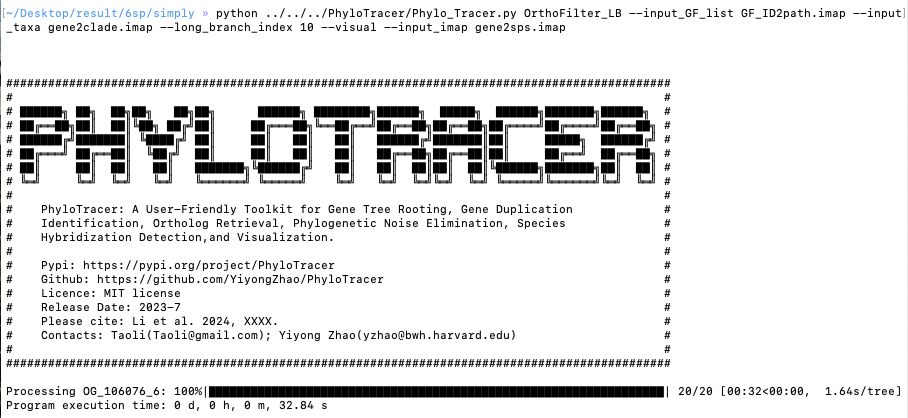 [~/Desktop/result/6sp/simply » python ../../../PhyloTracer/Phylo_Tracer.py OrthoFilter_LB --input_GF_list GF_ID2path.imap --input]
_taxa gene2clade.imap --long_branch_index 10 --visual --input_imap gene2sps.imap
###############################################################################################
# #
# PHYLOTRACER #
# #
# PhyloTracer: A User-Friendly Toolkit for Gene Tree Rooting, Gene Duplication #
# Identification, Ortholog Retrieval, Phylogenetic Noise Elimination, Species #
# Hybridization Detection,and Visualization. #
# #
# Pypi: https://pypi.org/project/PhyloTracer #
# Github: https://github.com/YiyongZhao/PhyloTracer #
# Licence: MIT license #
# Release Date: 2023-7 #
# Please cite: Li et al. 2024, XXXX. #
# Contacts: Taoli(Taoli@gmail.com); Yiyong Zhao(yzhao@bwh.harvard.edu) #
# #
###############################################################################################
Processing OG_106076_6: 100%|██████████| 20/20 [00:32<00:00, 1.64s/tree]
Program execution time: 0 d, 0 h, 0 m, 32.84 s